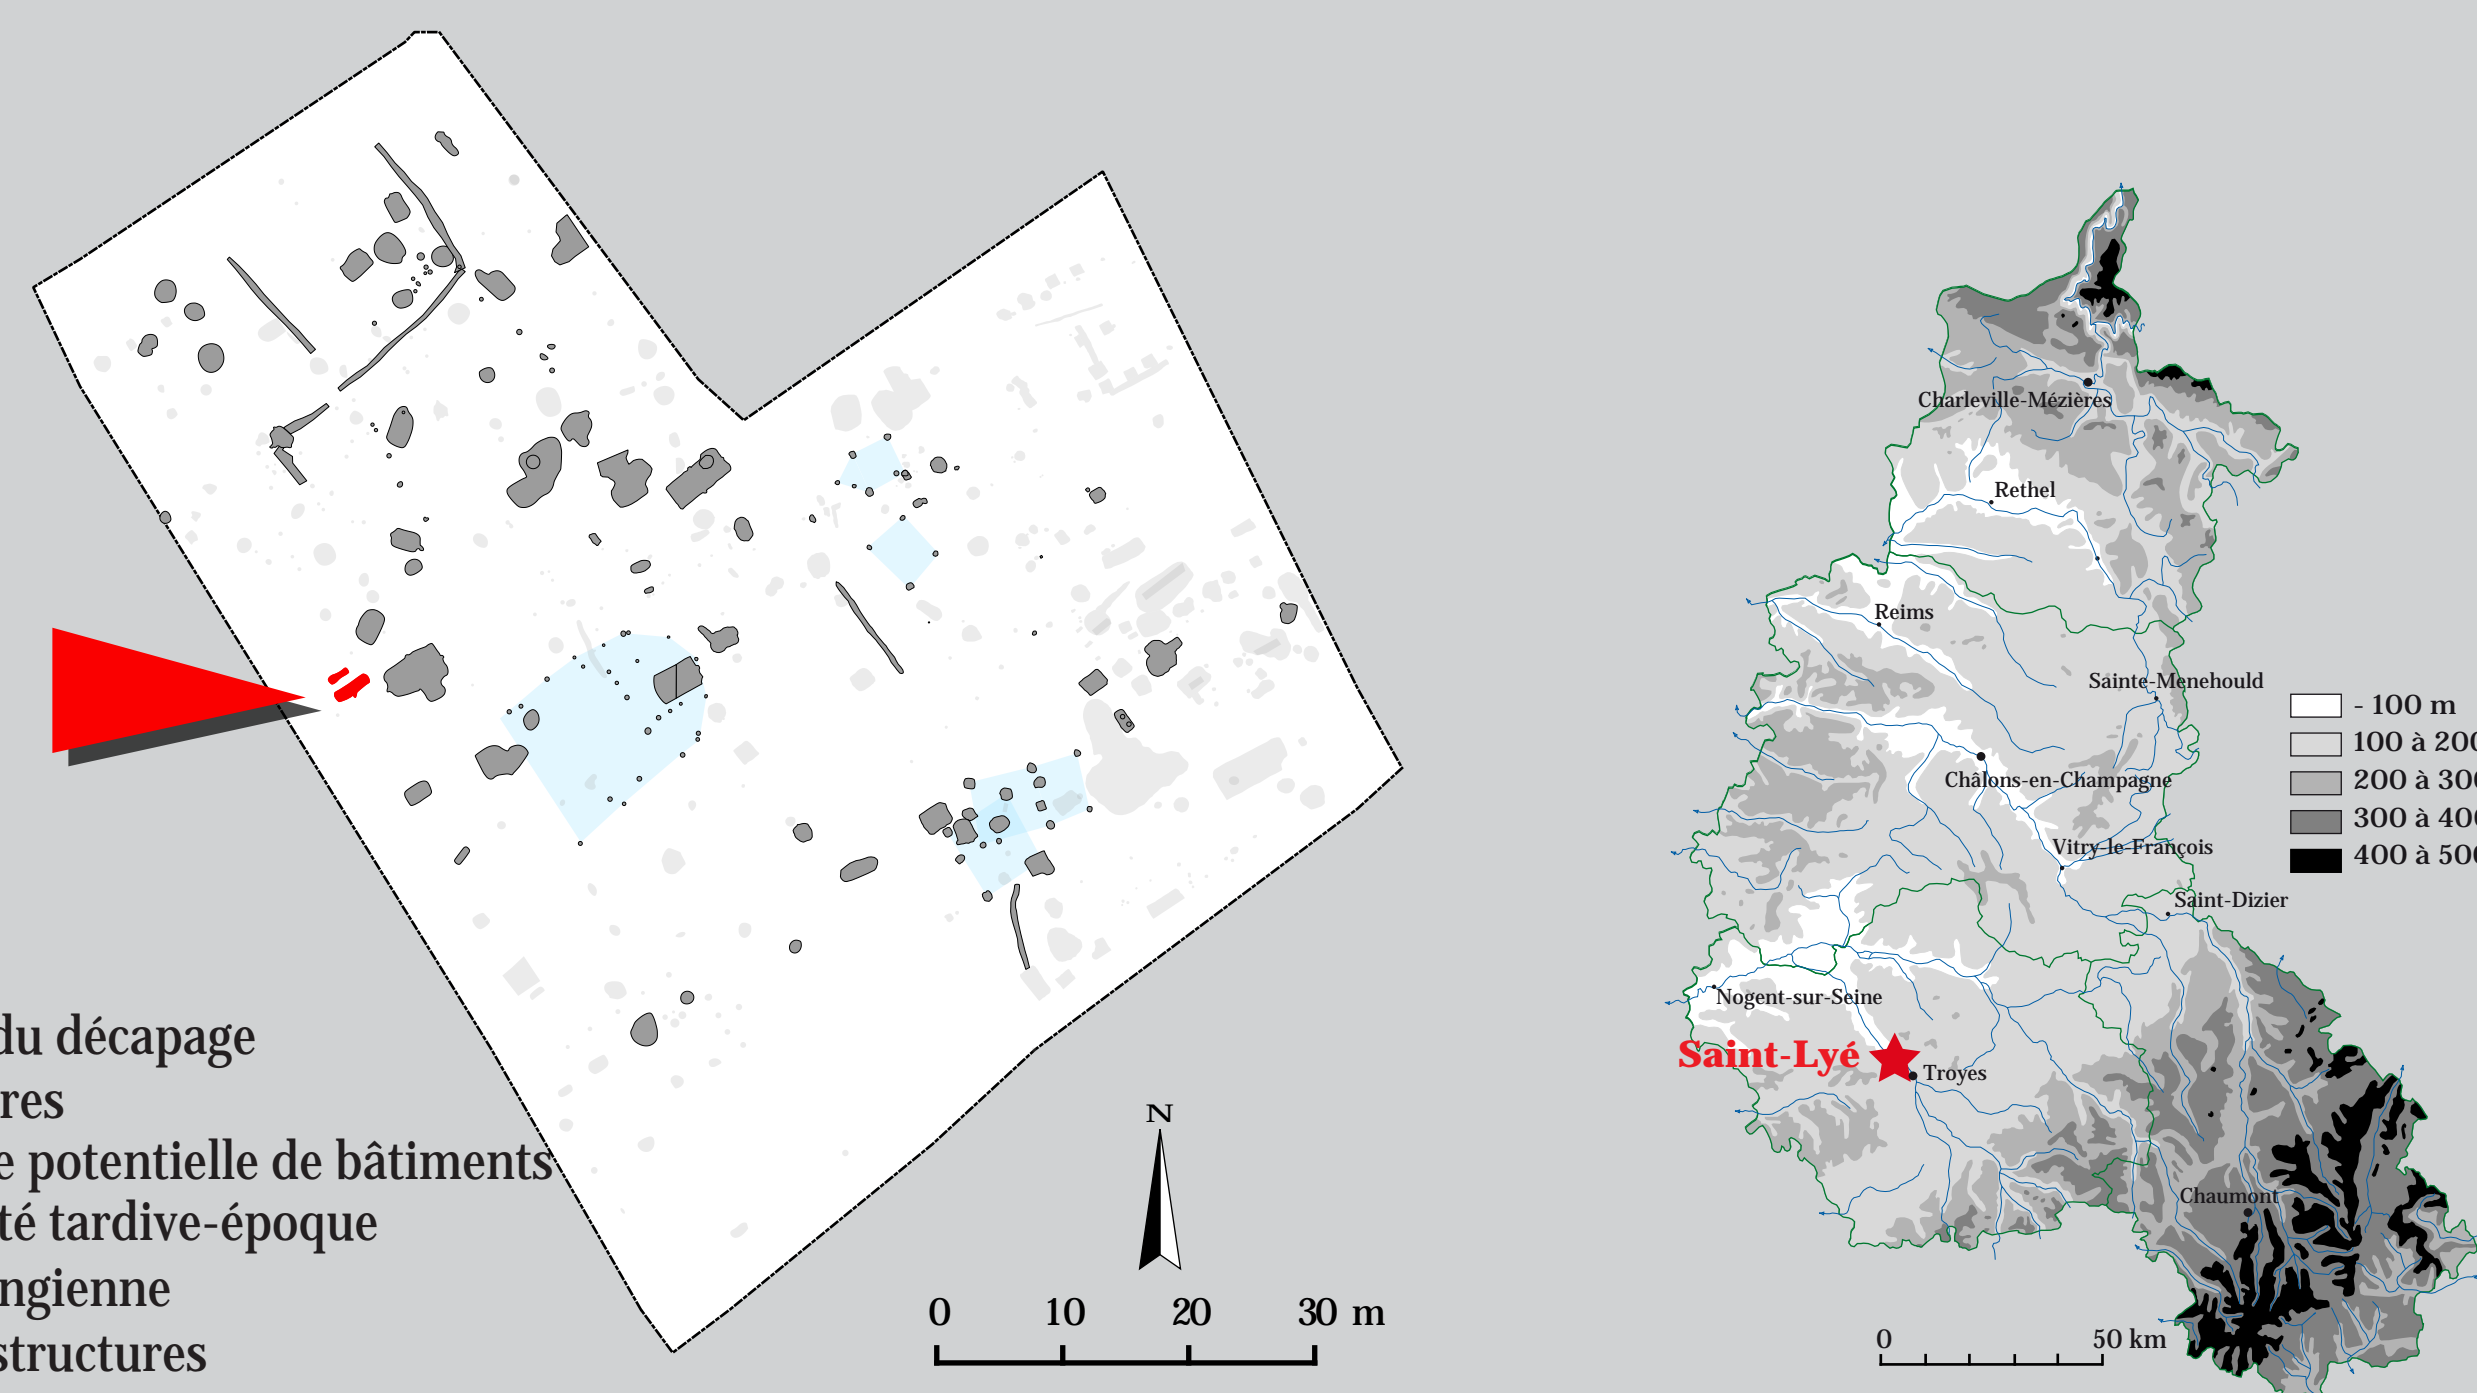 du décapage
res
e potentielle de bâtiments
té tardive-époque
ngienne
structures
N
0 10 20 30 m
Charleville-Mézières
Rethel
Reims
Sainte-Menehould
Châlons-en-Champagne
Vitry-le-François
Saint-Dizier
Nogent-sur-Seine
Saint-Lyé
Troyes
Chaumont
- 100 m
100 à 200
200 à 300
300 à 400
400 à 500
0 50 km